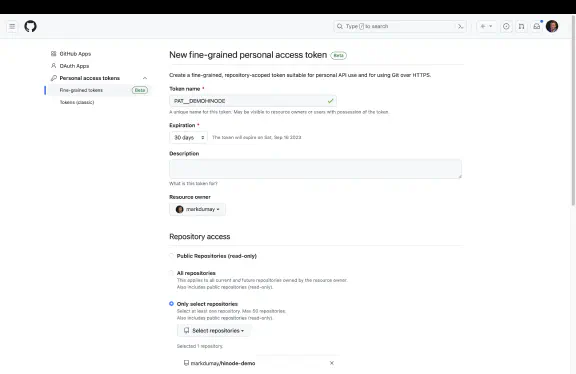 Type / to search
GitHub Apps
OAuth Apps
Personal access tokens
Fine-grained tokens Beta
Tokens (classic)
New fine-grained personal access token Beta
Create a fine-grained, repository-scoped token suitable for personal API use and for using Git over HTTPS.
Token name *
PAT__DEMOHINODE
A unique name for this token. May be visible to resource owners or users with possession of the token.
Expiration *
30 days The token will expire on Sat, Sep 16 2023
Description
What is this token for?
Resource owner
markdumay
Repository access
Public Repositories (read-only)
All repositories
This applies to all current and future repositories owned by the resource owner.
Also includes public repositories (read-only).
Only select repositories
Select at least one repository. Max 50 repositories.
Also includes public repositories (read-only).
Select repositories
Selected 1 repository.
markdumay/hinode-demo